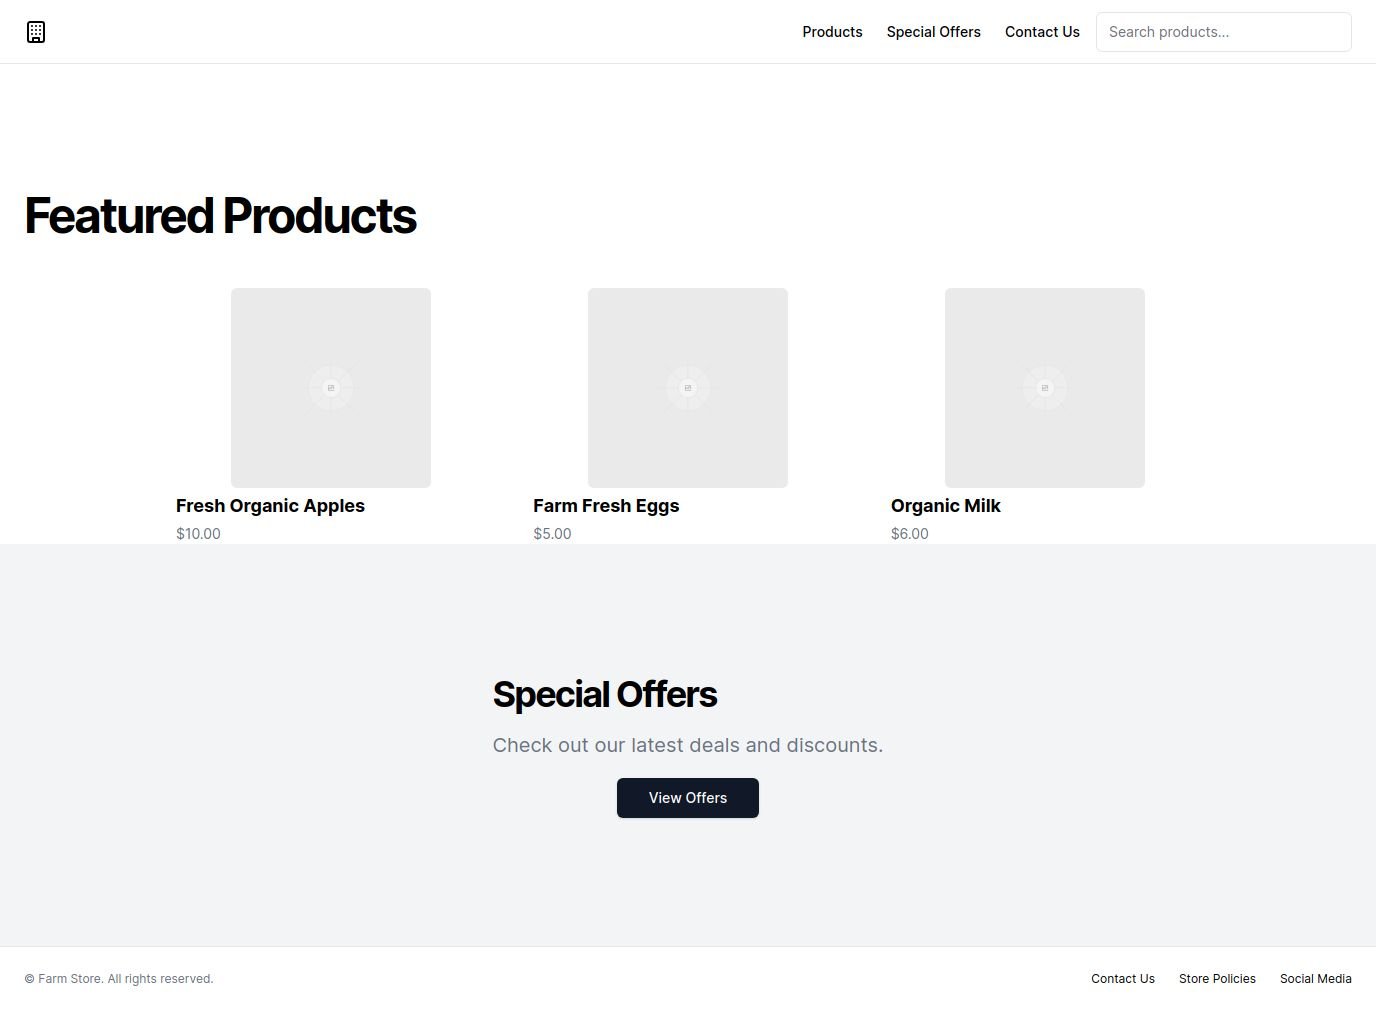 Products Special Offers Contact Us Search products...
Featured Products
Fresh Organic Apples
$10.00
Farm Fresh Eggs
$5.00
Organic Milk
$6.00
Special Offers
Check out our latest deals and discounts.
View Offers
© Farm Store. All rights reserved.
Contact Us Store Policies Social Media